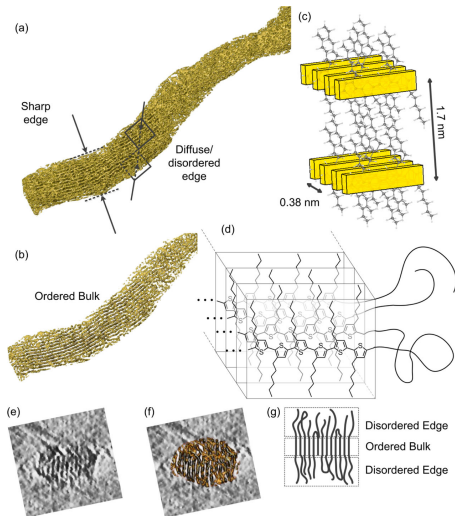 (a)
Sharp
edge
Diffuse/
disordered
edge
(b)
Ordered Bulk
(c)
1.7 nm
0.38 nm
(d)
S S S S
S S S S
(e)
(f)
(g)
Disordered Edge
Ordered Bulk
Disordered Edge